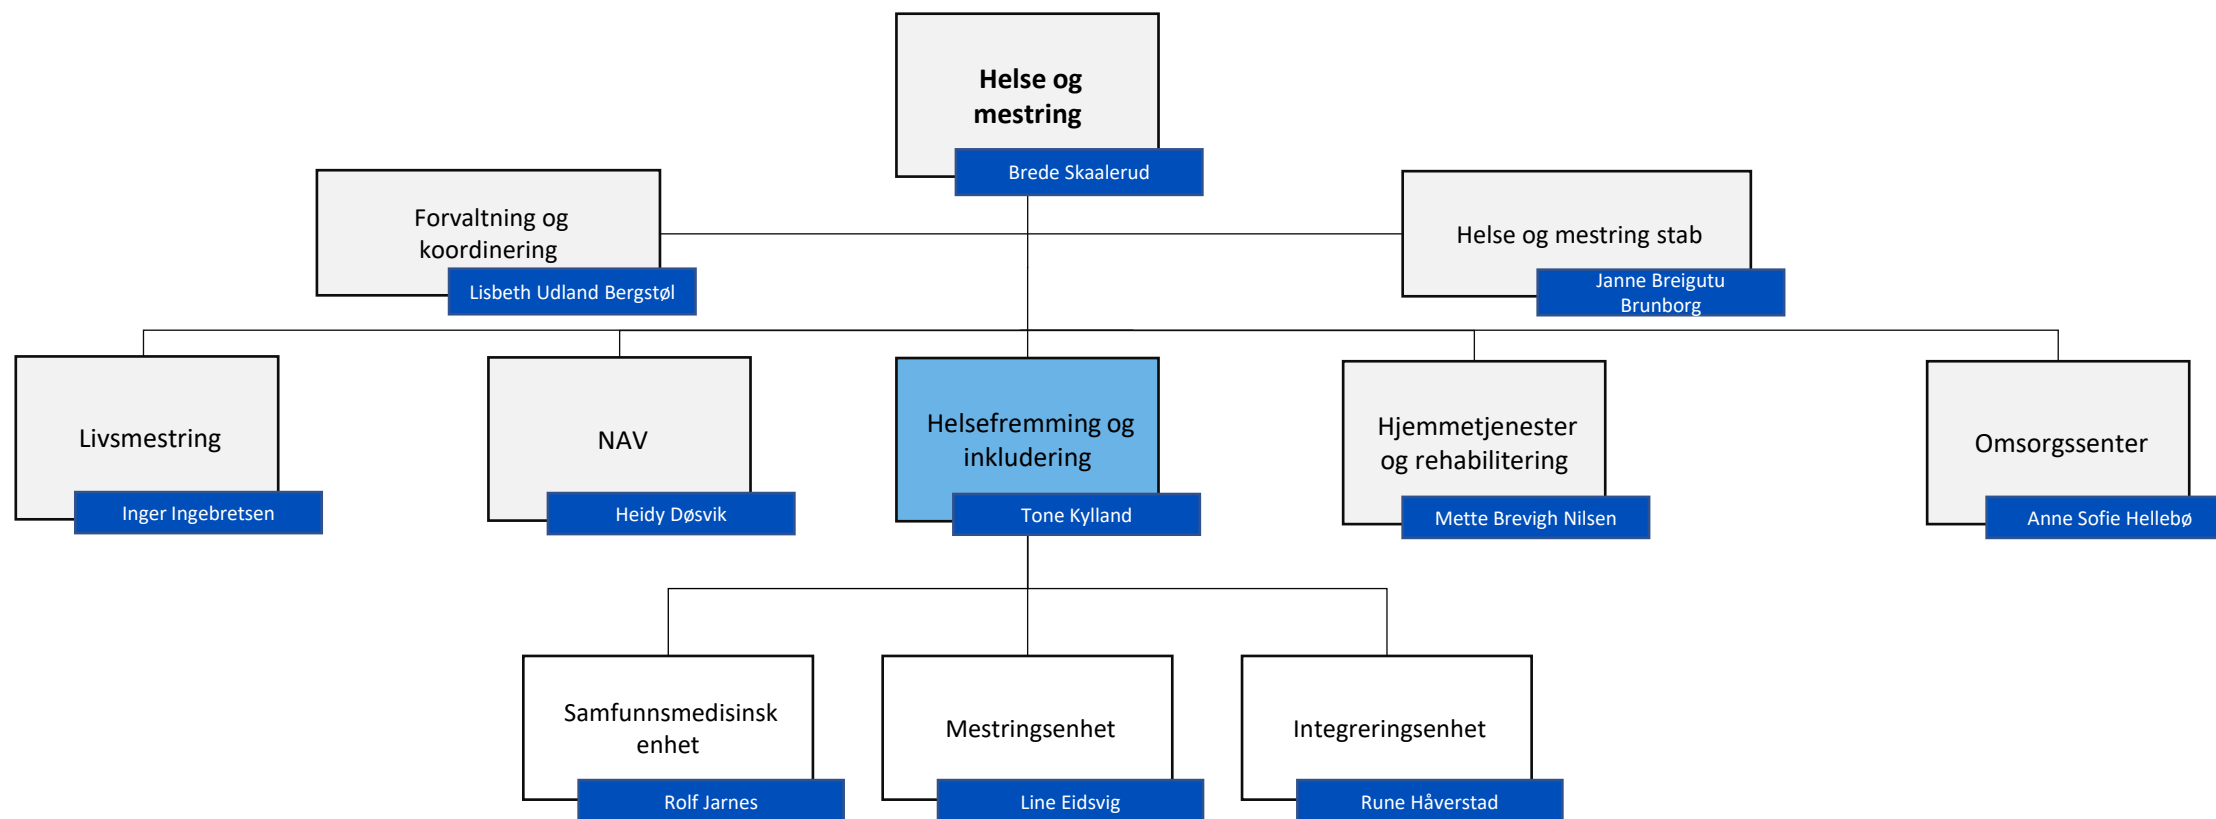 Helse og
mestring
Brede Skaalerud
Forvaltning og
koordinering
Lisbeth Udland Bergstøl
Helse og mestring stab
Janne Breigutu
Brunborg
Livsmestring
Inger Ingebretsen
NAV
Heidy Døsvik
Helsefremming og
inkludering
Tone Kylland
Hjemmetjenester
og rehabilitering
Mette Brevigh Nilsen
Omsorgssenter
Anne Sofie Hellebø
Samfunnsmedisinsk
enhet
Rolf Jarnes
Mestringsenhet
Line Eidsvig
Integreringsenhet
Rune Håverstad